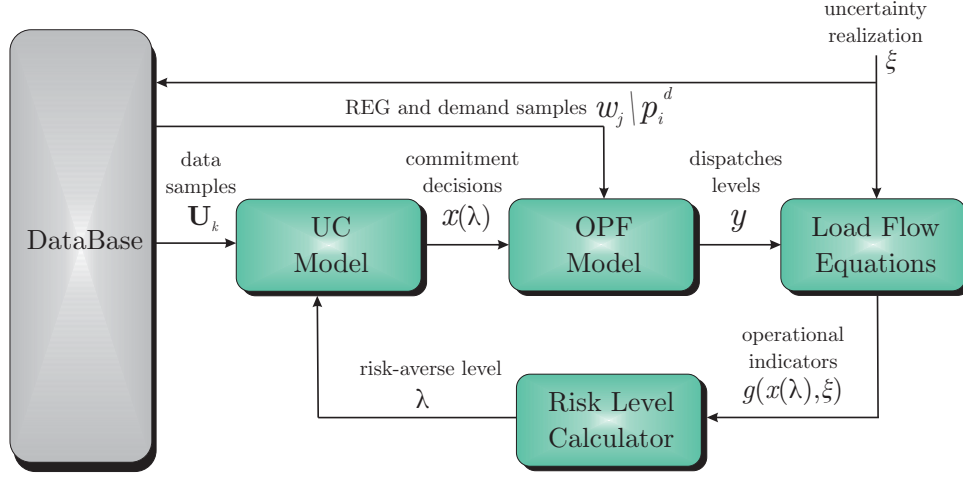 uncertainty
realization
ξ
REG and demand samples w_j \ p_i^d
data
samples
U_k
commitment
decisions
x(λ)
dispatches
levels
y
DataBase
UC
Model
OPF
Model
Load Flow
Equations
operational
indicators
g(x(λ),ξ)
risk-averse level
λ
Risk Level
Calculator